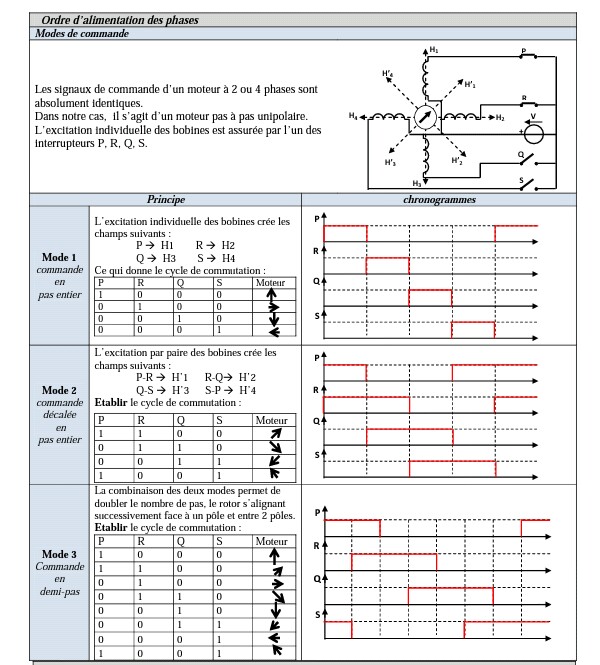 Ordre d'alimentation des phases
Modes de commande
Les signaux de commande d'un moteur à 2 ou 4 phases sont
absolument identiques.
Dans notre cas, il s'agit d'un moteur pas à pas unipolaire.
L'excitation individuelle des bobines est assurée par l'un des
interrupteurs P, R, Q, S.
H1
P
H'4
H'1
R
H4
H2
V
+
Q
H'3
H'2
H3
S
Principe
chronogrammes
Mode 1
commande
en
pas entier
L'excitation individuelle des bobines crée les
champs suivants :
P → H1 R → H2
Q → H3 S → H4
Ce qui donne le cycle de commutation :
P R Q S Moteur
1 0 0 0
0 1 0 0
0 0 1 0
0 0 0 1
P
R
Q
S
Mode 2
commande
décalée
en
pas entier
L'excitation par paire des bobines crée les
champs suivants :
P-R → H'1 R-Q → H'2
Q-S → H'3 S-P → H'4
Etablir le cycle de commutation :
P R Q S Moteur
1 1 0 0
0 1 1 0
0 0 1 1
1 0 0 1
P
R
Q
S
Mode 3
Commande
en
demi-pas
La combinaison des deux modes permet de
doubler le nombre de pas, le rotor s'alignant
successivement face à un pôle et entre 2 pôles.
Etablir le cycle de commutation :
P R Q S Moteur
1 0 0 0
1 1 0 0
0 1 0 0
0 1 1 0
0 0 1 0
0 0 1 1
0 0 0 1
1 0 0 1
P
R
Q
S